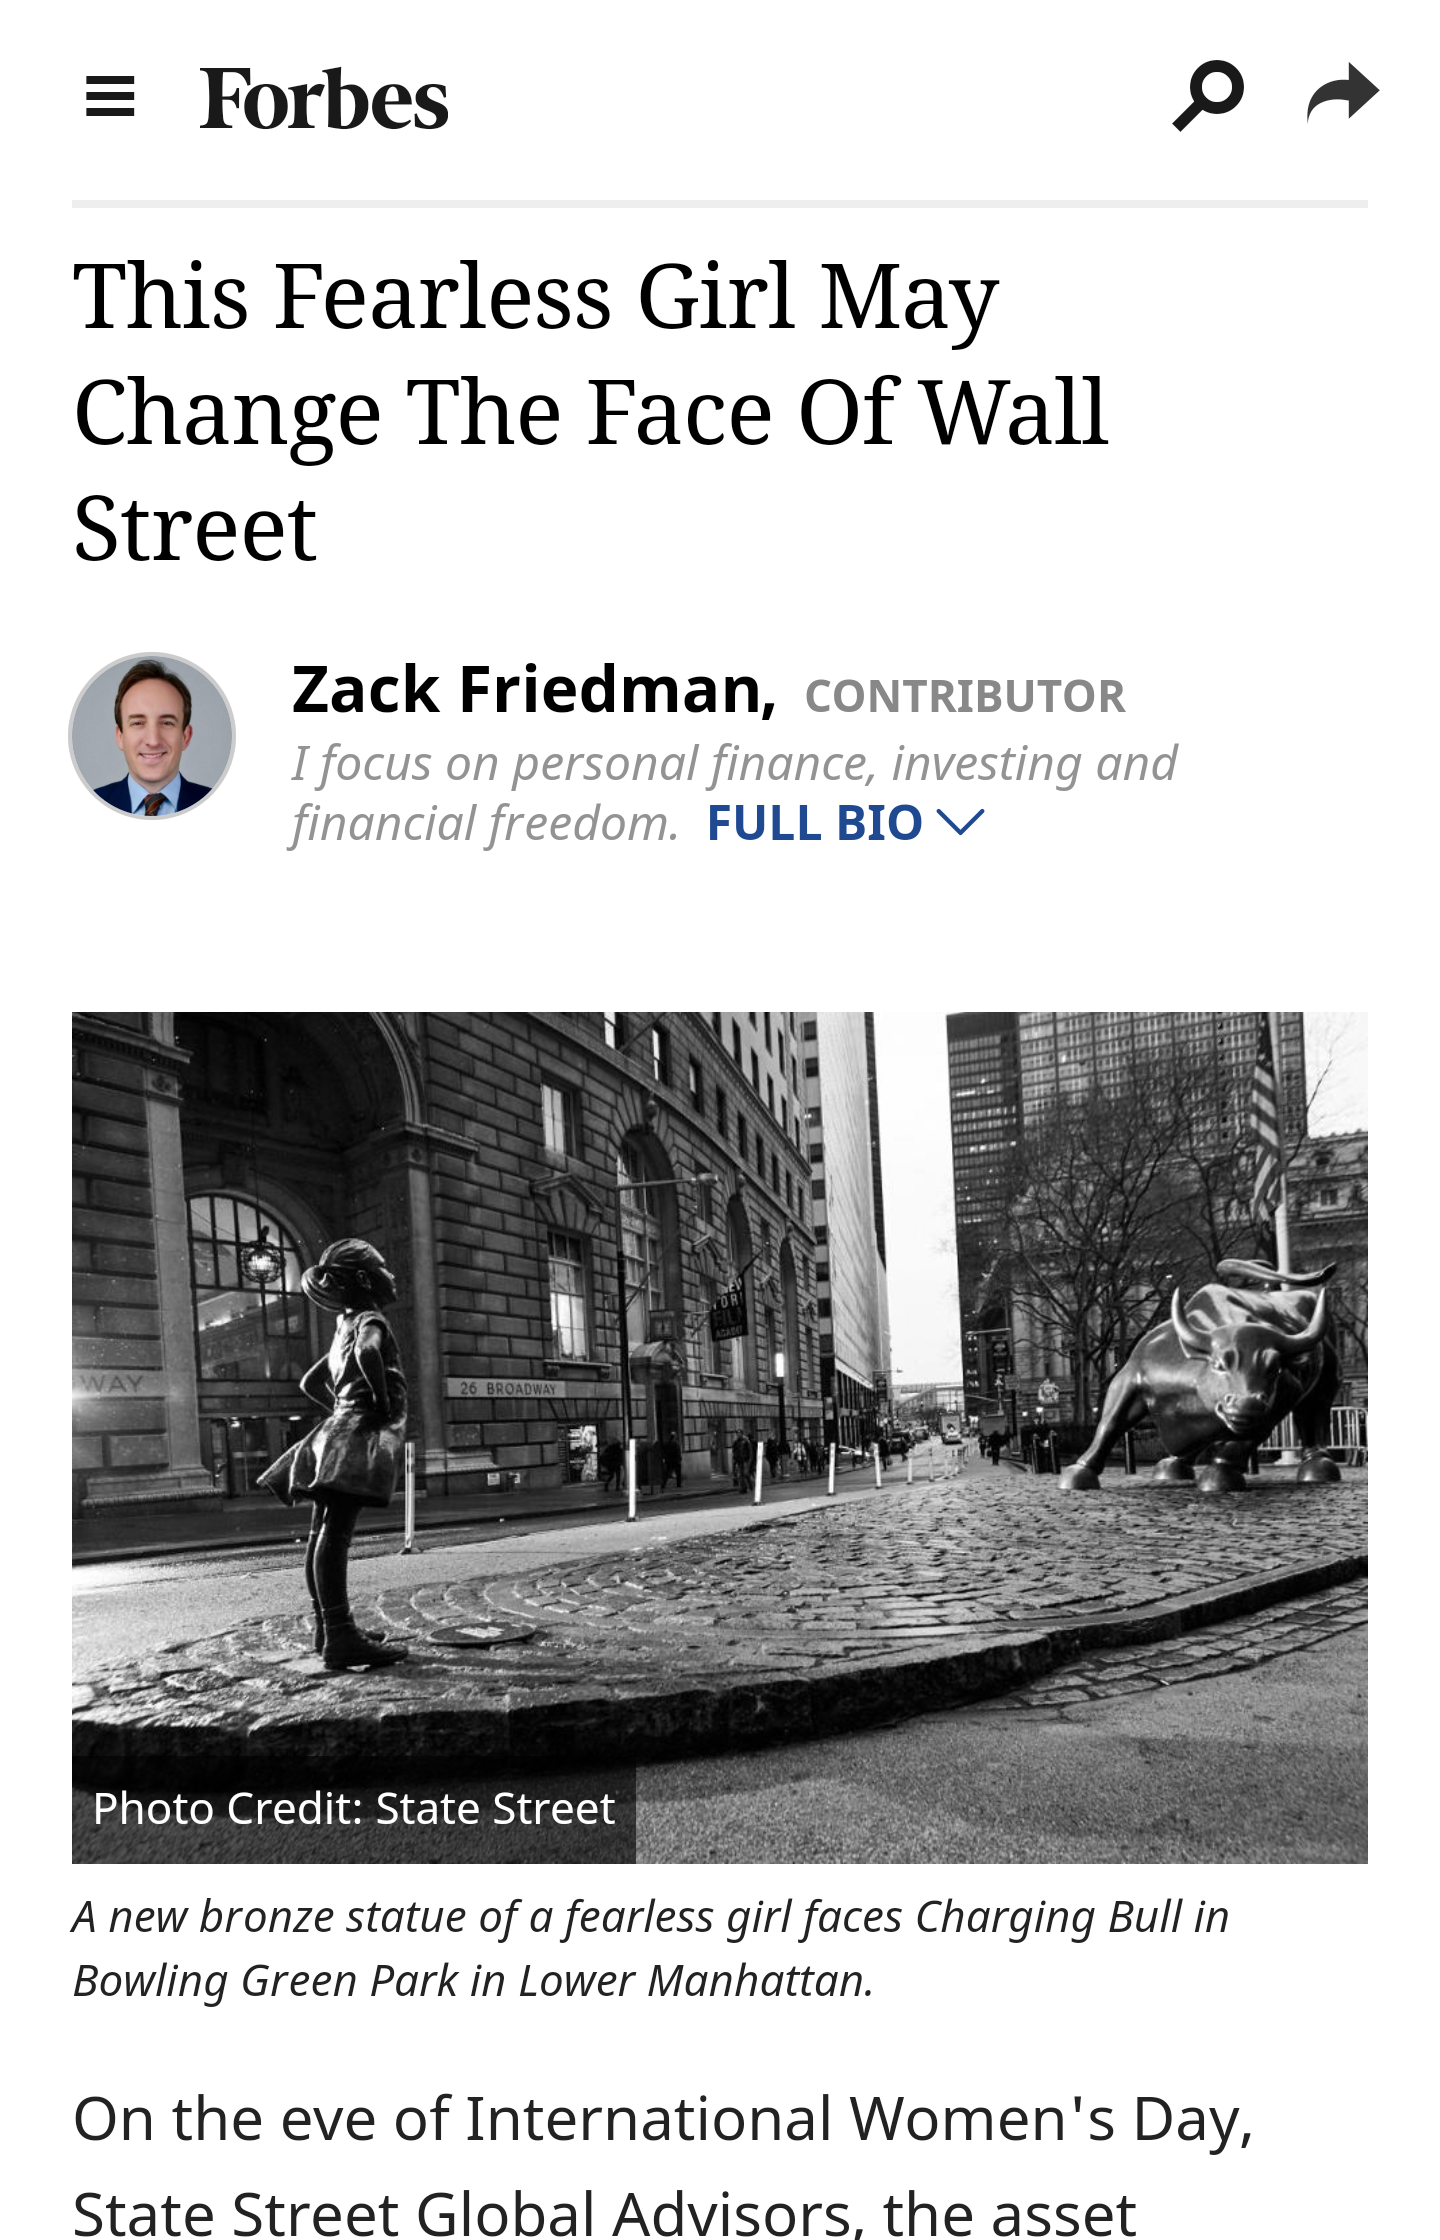 Forbes
This Fearless Girl May
Change The Face Of Wall
Street
Zack Friedman, CONTRIBUTOR
I focus on personal finance, investing and
financial freedom. FULL BIO
WAY
26 BROADWAY
Photo Credit: State Street
A new bronze statue of a fearless girl faces Charging Bull in
Bowling Green Park in Lower Manhattan.
On the eve of International Women's Day,
State Street Global Advisors, the asset